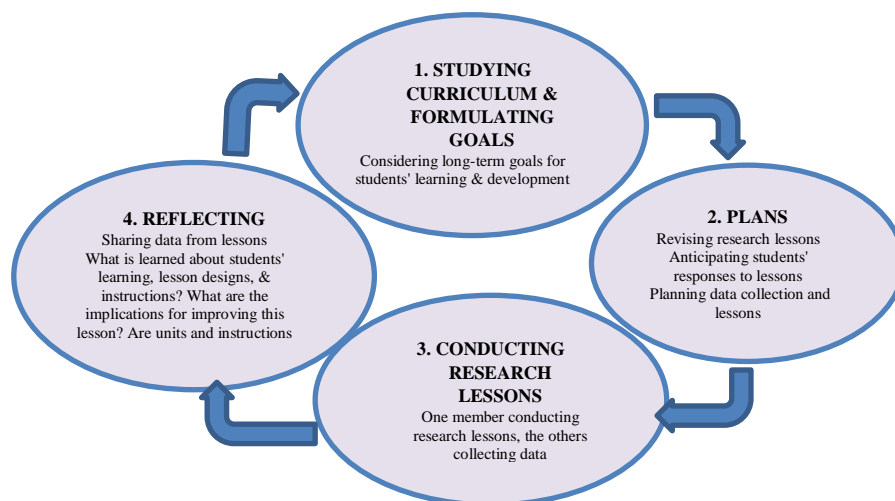 1. STUDYING
CURRICULUM &
FORMULATING
GOALS
Considering long-term goals for
students' learning & development
2. PLANS
Revising research lessons
Anticipating students'
responses to lessons
Planning data collection and
lessons
3. CONDUCTING
RESEARCH
LESSONS
One member conducting
research lessons, the others
collecting data
4. REFLECTING
Sharing data from lessons
What is learned about students'
learning, lesson designs, &
instructions? What are the
implications for improving this
lesson? Are units and instructions